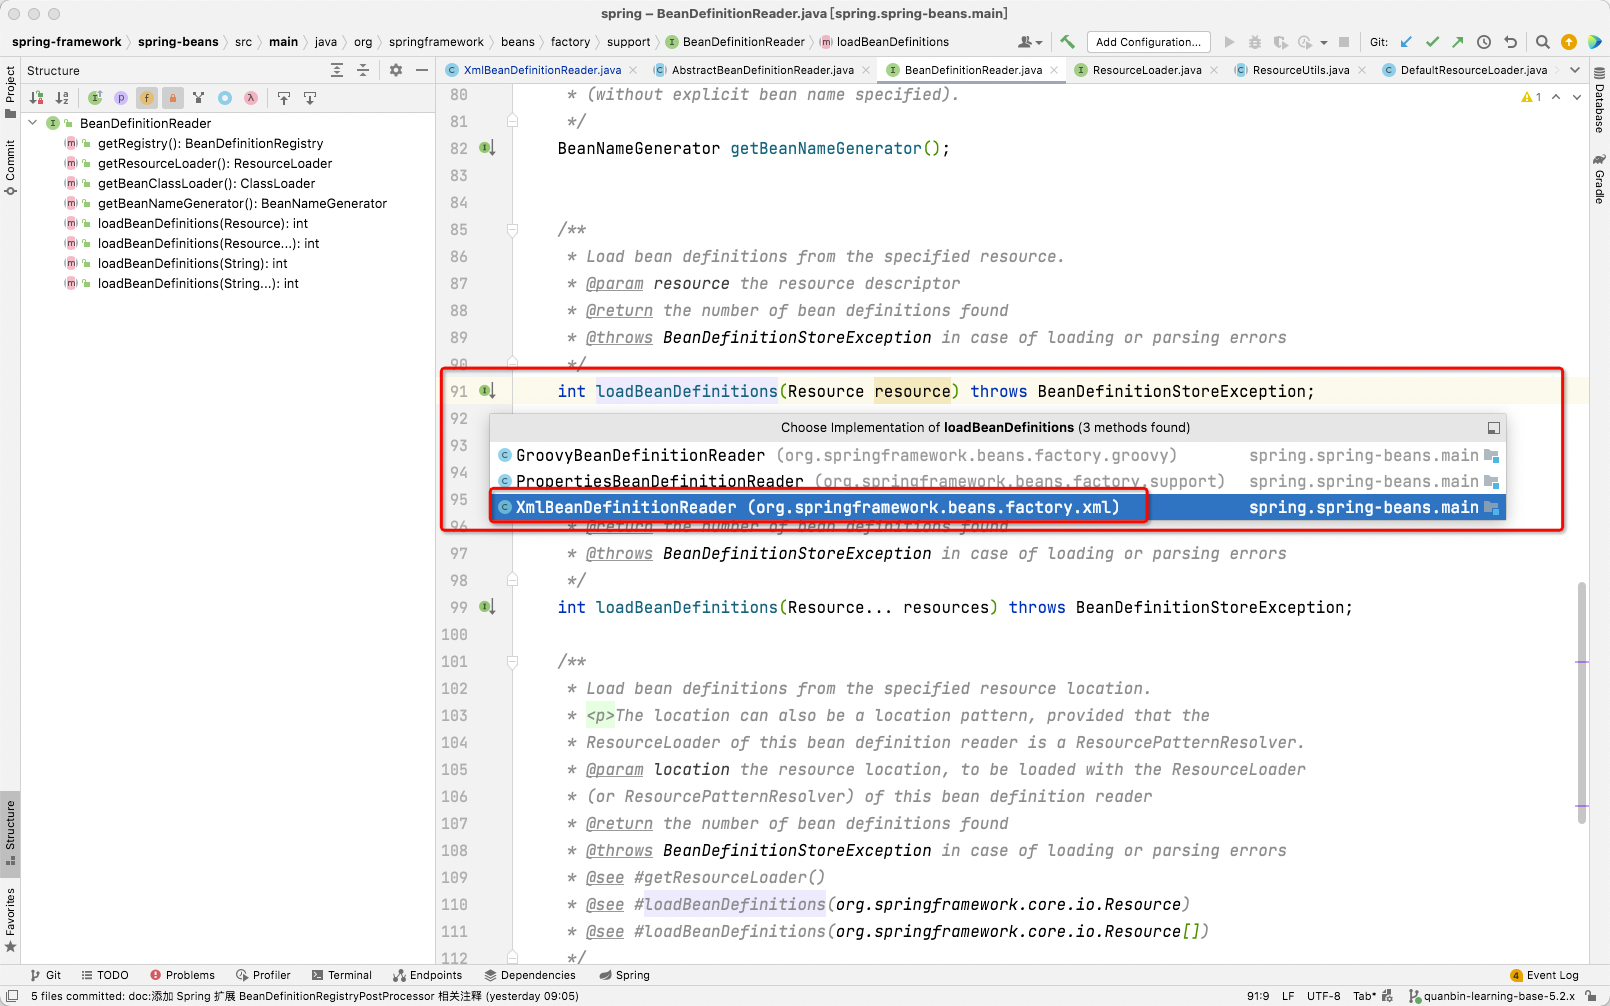 spring – BeanDefinitionReader.java [spring.spring-beans.main]
spring-framework spring-beans src main java org springframework beans factory support BeanDefinitionReader loadBeanDefinitions Add Configuration... Git:
Project
Commit
Structure
Favorites
Structure
BeanDefinitionReader
getRegistry(): BeanDefinitionRegistry
getResourceLoader(): ResourceLoader
getBeanClassLoader(): ClassLoader
getBeanNameGenerator(): BeanNameGenerator
loadBeanDefinitions(Resource): int
loadBeanDefinitions(Resource...): int
loadBeanDefinitions(String): int
loadBeanDefinitions(String...): int
XmlBeanDefinitionReader.java AbstractBeanDefinitionReader.java BeanDefinitionReader.java ResourceLoader.java ResourceUtils.java DefaultResourceLoader.java
1
80 * (without explicit bean name specified).
81 */
82 BeanNameGenerator getBeanNameGenerator();
83
84
85 /**
86 * Load bean definitions from the specified resource.
87 * @param resource the resource descriptor
88 * @return the number of bean definitions found
89 * @throws BeanDefinitionStoreException in case of loading or parsing errors
90 */
91 int loadBeanDefinitions(Resource resource) throws BeanDefinitionStoreException;
92
Choose Implementation of loadBeanDefinitions (3 methods found)
93
GroovyBeanDefinitionReader (org.springframework.beans.factory.groovy) spring.spring-beans.main
94
PropertiesBeanDefinitionReader (org.springframework.beans.factory.support) spring.spring-beans.main
95
XmlBeanDefinitionReader (org.springframework.beans.factory.xml) spring.spring-beans.main
96 * @return the number of bean definitions found
97 * @throws BeanDefinitionStoreException in case of loading or parsing errors
98 */
99 int loadBeanDefinitions(Resource... resources) throws BeanDefinitionStoreException;
100
101 /**
102 * Load bean definitions from the specified resource location.
103 * <p>The location can also be a location pattern, provided that the
104 * ResourceLoader of this bean definition reader is a ResourcePatternResolver.
105 * @param location the resource location, to be loaded with the ResourceLoader
106 * (or ResourcePatternResolver) of this bean definition reader
107 * @return the number of bean definitions found
108 * @throws BeanDefinitionStoreException in case of loading or parsing errors
109 * @see #getResourceLoader()
110 * @see #loadBeanDefinitions(org.springframework.core.io.Resource)
111 * @see #loadBeanDefinitions(org.springframework.core.io.Resource[])
112 */
Database
Gradle
Git TODO Problems Profiler Terminal Endpoints Dependencies Spring 4 Event Log
5 files committed: doc:添加 Spring 扩展 BeanDefinitionRegistryPostProcessor 相关注释 (yesterday 09:05) 91:9 LF UTF-8 Tab* quanbin-learning-base-5.2.x